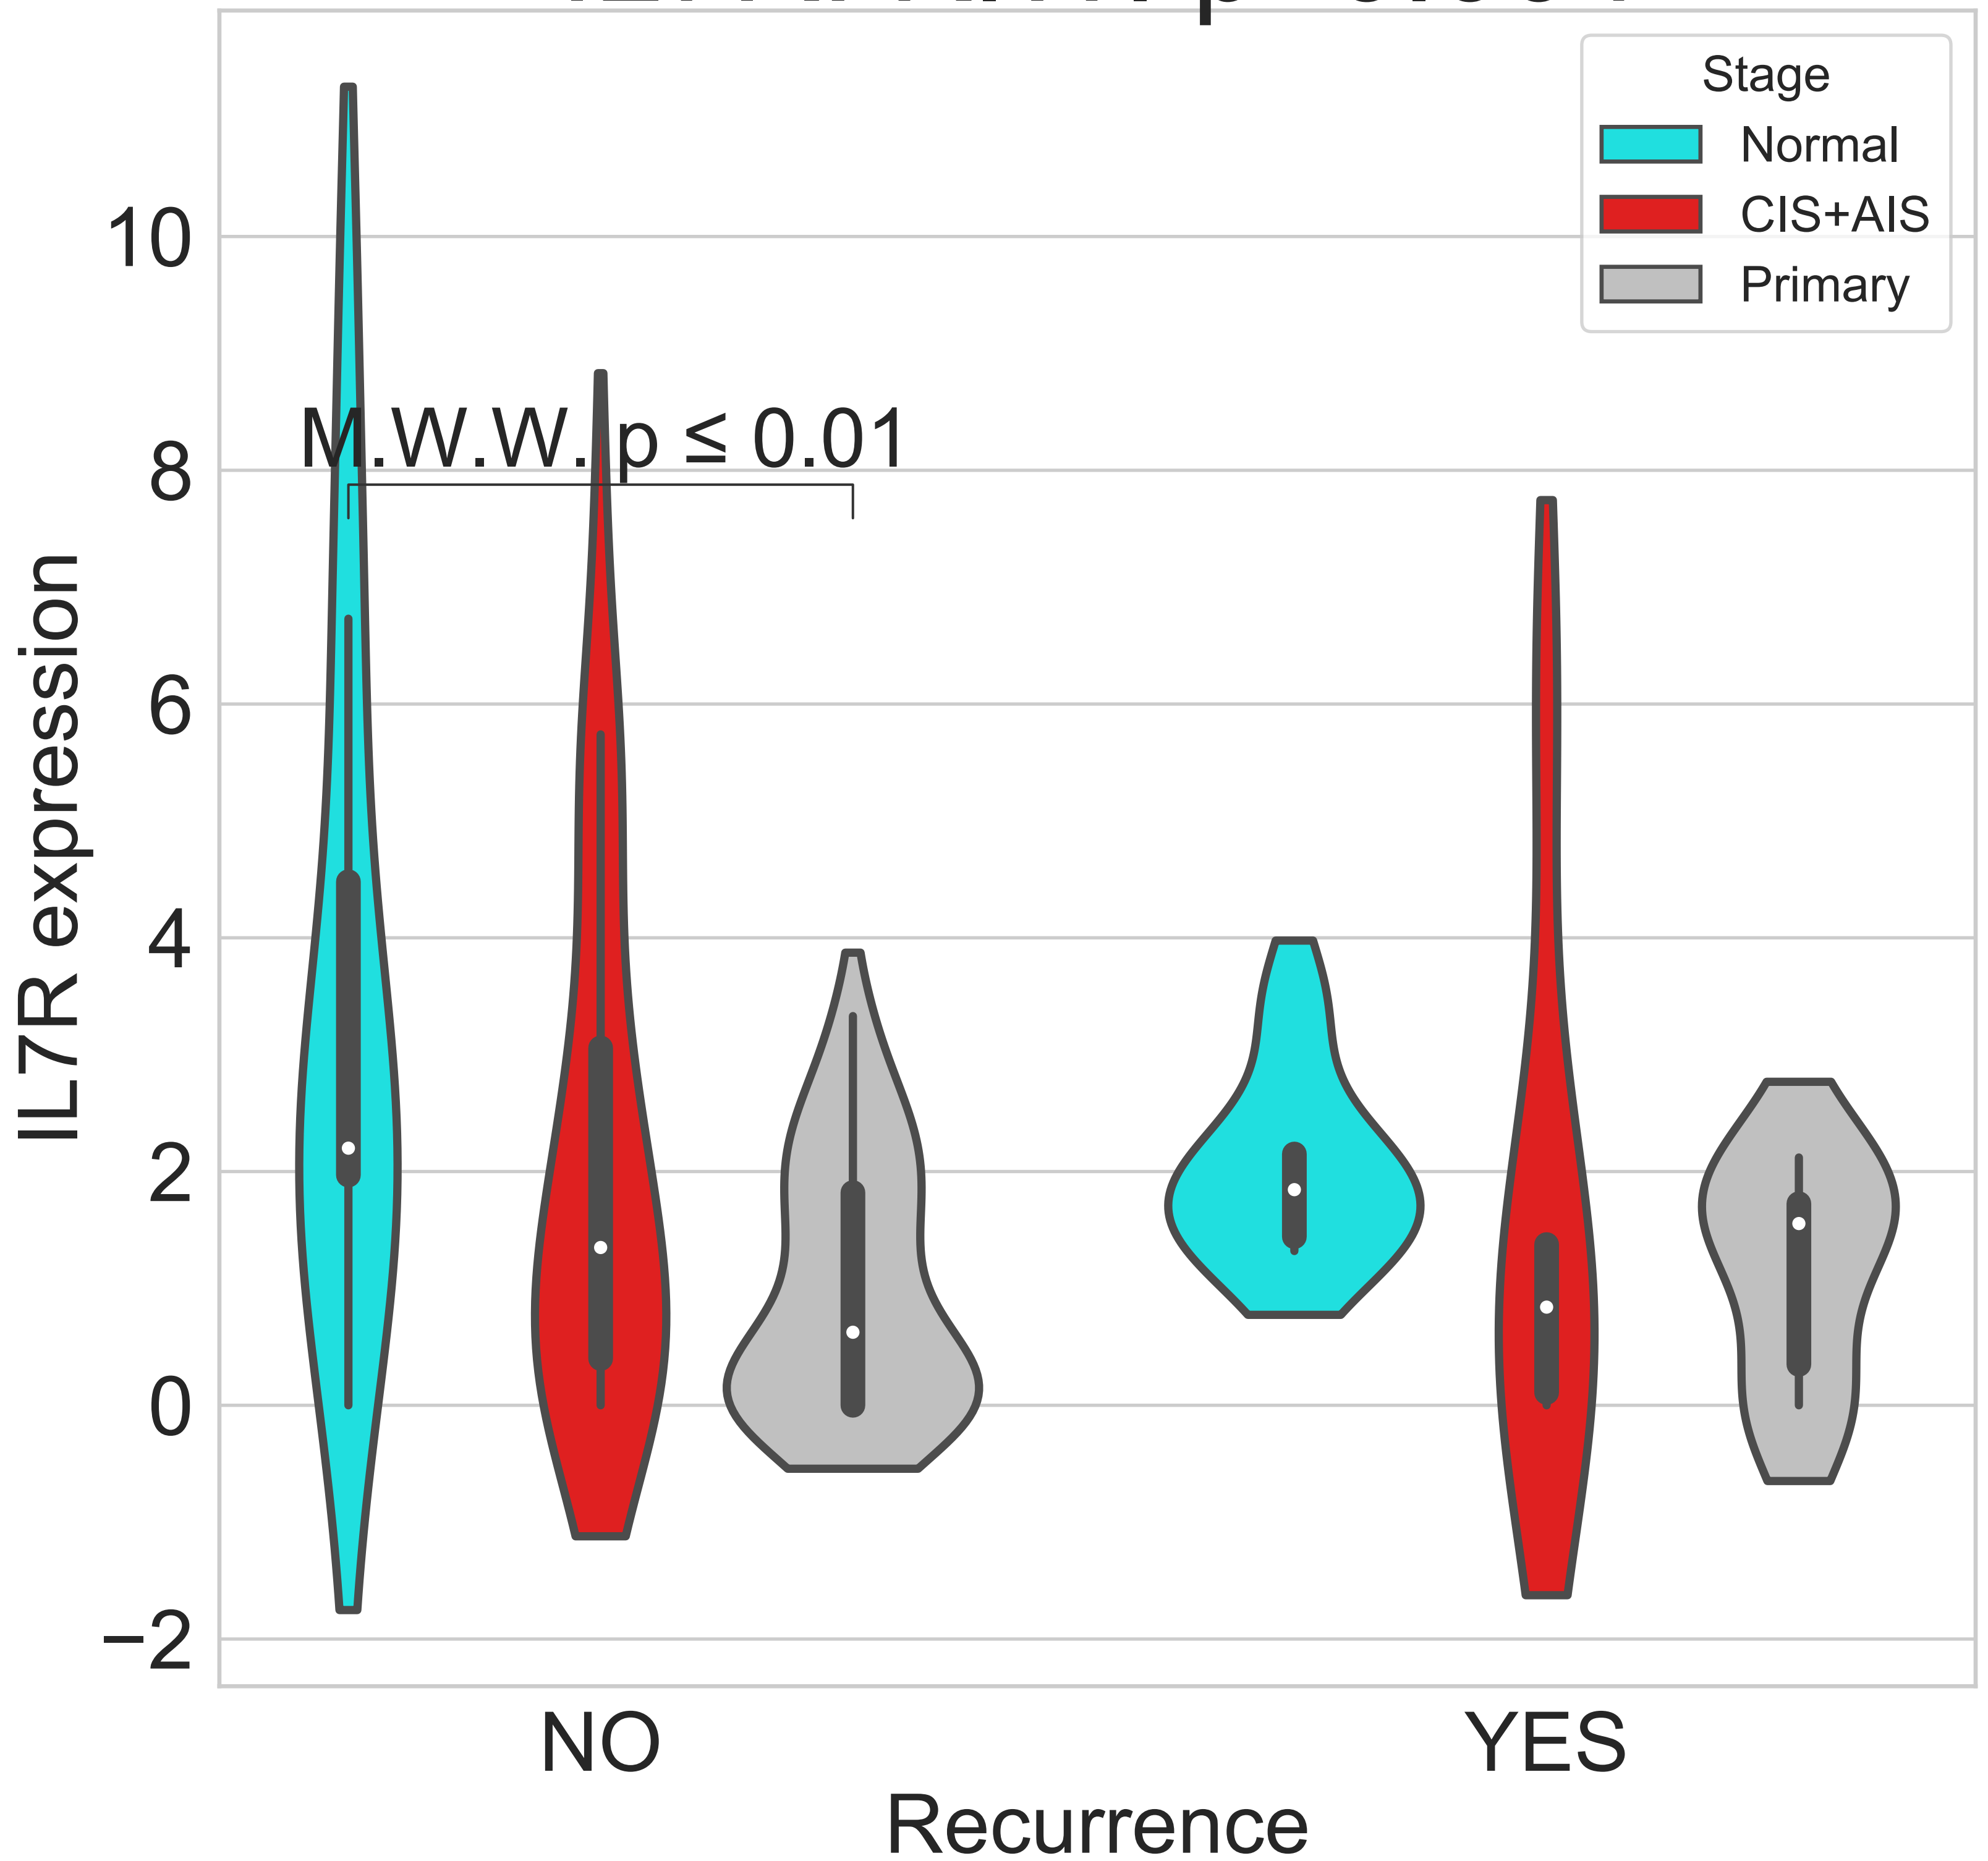 Stage
Normal
CIS+AIS
Primary
M.W.W. p ≤ 0.01
10
8
6
4
2
0
−2
IL7R expression
NO
YES
Recurrence